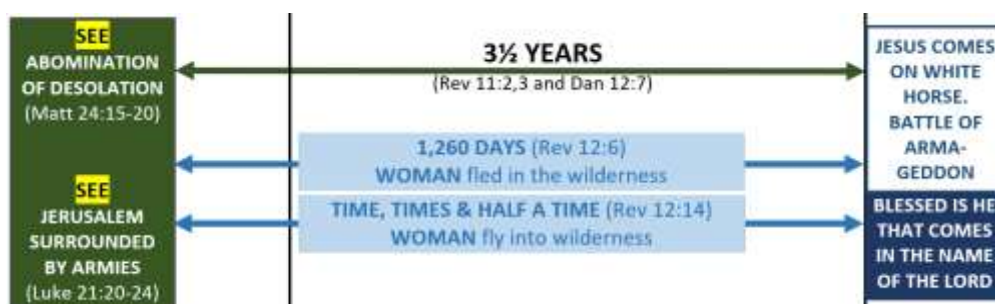 SEE
ABOMINATION
OF DESOLATION
(Matt 24:15-20)
SEE
JERUSALEM
SURROUNDED
BY ARMIES
(Luke 21:20-24)
3½ YEARS
(Rev 11:2,3 and Dan 12:7)
1,260 DAYS (Rev 12:6)
WOMAN fled in the wilderness
TIME, TIMES & HALF A TIME (Rev 12:14)
WOMAN fly into wilderness
JESUS COMES
ON WHITE
HORSE.
BATTLE OF
ARMA-
GEDDON
BLESSED IS HE
THAT COMES
IN THE NAME
OF THE LORD